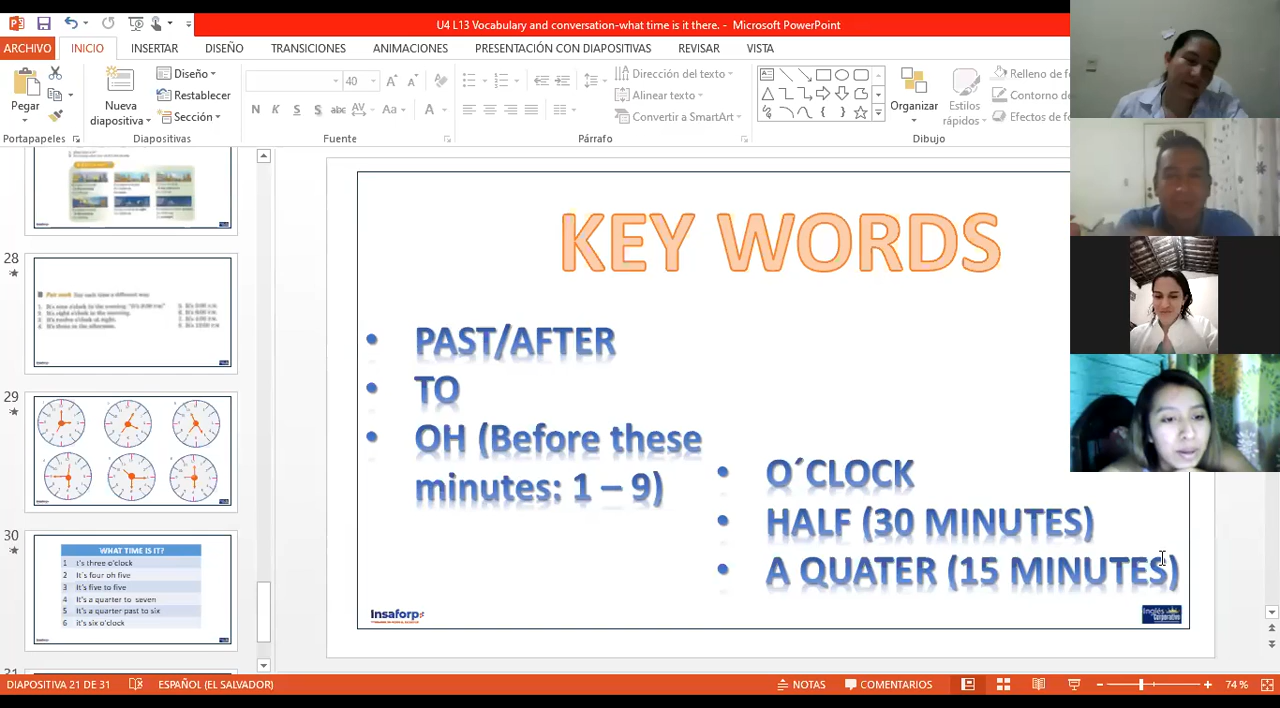 U4 L13 Vocabulary and conversation-what time is it there. - Microsoft PowerPoint
ARCHIVO INICIO INSERTAR DISEÑO TRANSICIONES ANIMACIONES PRESENTACIÓN CON DIAPOSITIVAS REVISAR VISTA
Pegar
Nueva diapositiva
Diseño
Restablecer
Sección
40
N K S S abc AV Aa A
Dirección del texto
Alinear texto
Convertir a SmartArt
Organizar
Estilos rápidos
Relleno de
Contorno de
Efectos de fo
Portapapeles Diapositivas Fuente Párrafo Dibujo
28
29
30
WHAT TIME IS IT?
1 t's three o'clock
2 It's four oh five
3 It's five to five
4 It's a quarter to seven
5 It's a quarter past to six
6 it's six o'clock
KEY WORDS
• PAST/AFTER
• TO
• OH (Before these
minutes: 1 – 9)
• O´CLOCK
• HALF (30 MINUTES)
• A QUATER (15 MINUTES)
Insaforp
Inglés
corporativo
DIAPOSITIVA 21 DE 31 ESPAÑOL (EL SALVADOR) NOTAS COMENTARIOS 74 %